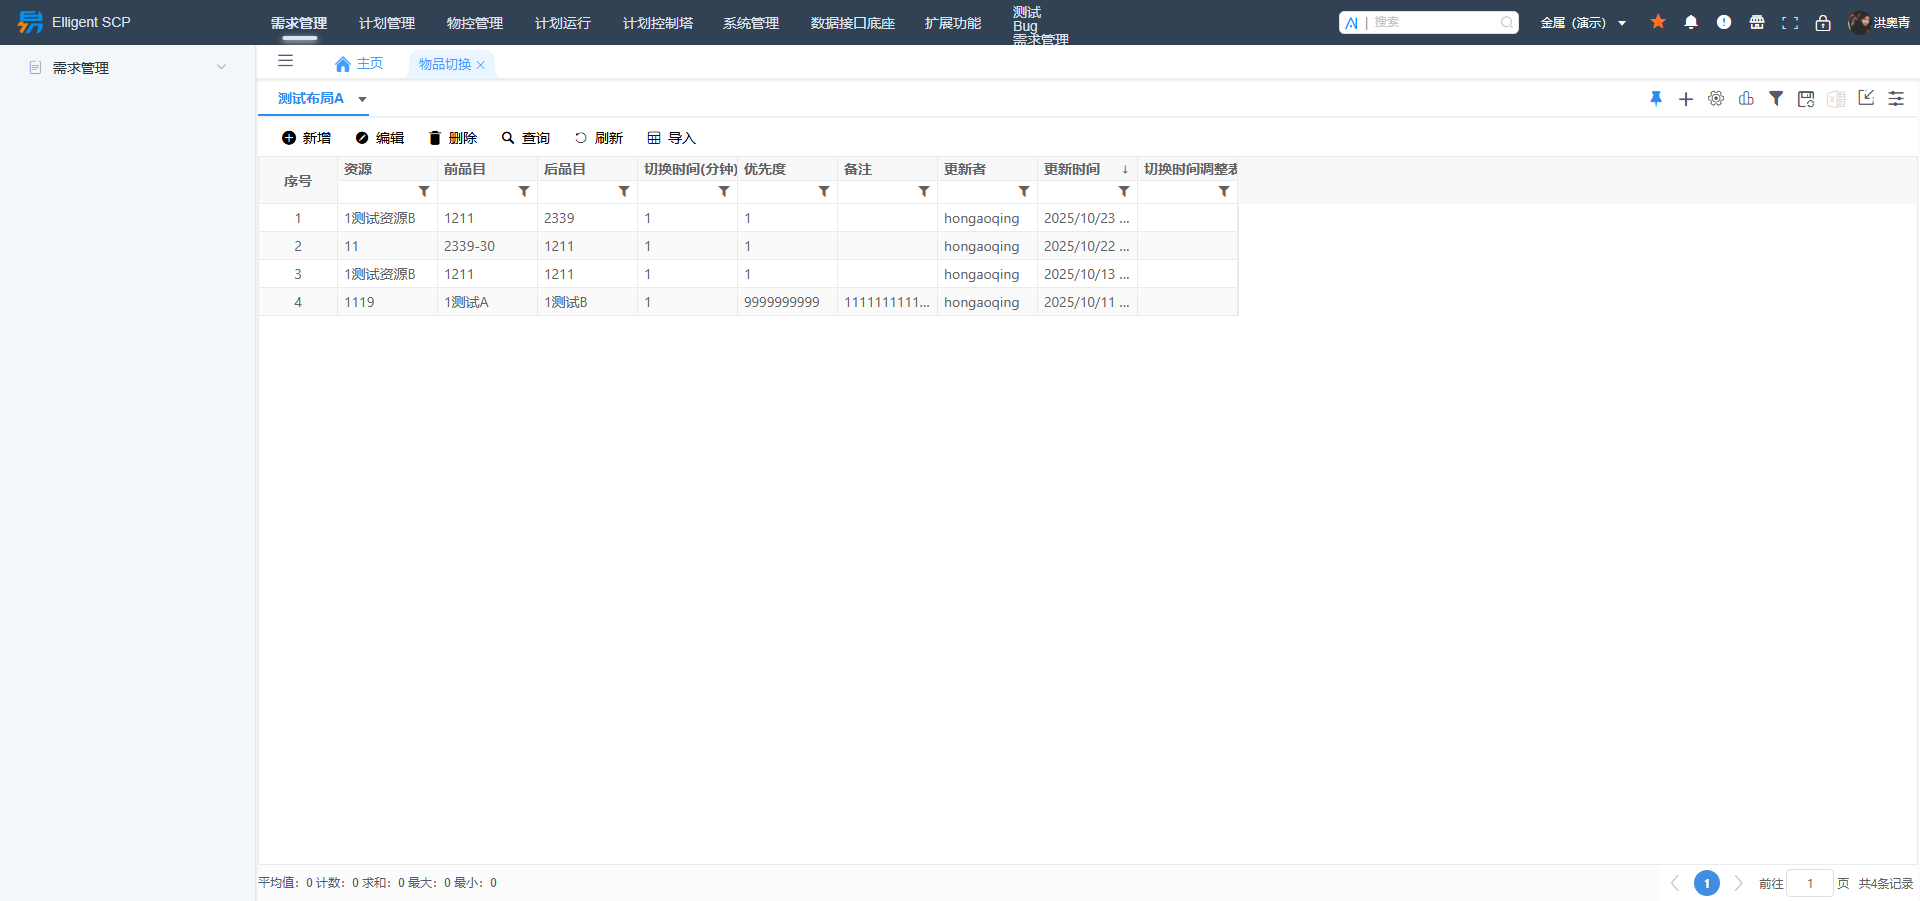 Elligent SCP
需求管理 计划管理 物控管理 计划运行 计划控制塔 系统管理 数据接口底座 扩展功能 测试
Bug
需求管理
AI | 搜索
金属（演示）
洪奥青
需求管理
主页 物品切换
测试布局A
新增 编辑 删除 查询 刷新 导入
序号 资源 前品目 后品目 切换时间(分钟) 优先度 备注 更新者 更新时间 ↓ 切换时间调整表
1 1测试资源B 1211 2339 1 1 hongaoqing 2025/10/23 ...
2 11 2339-30 1211 1 1 hongaoqing 2025/10/22 ...
3 1测试资源B 1211 1211 1 1 hongaoqing 2025/10/13 ...
4 1119 1测试A 1测试B 1 9999999999 1111111111... hongaoqing 2025/10/11 ...
平均值：0 计数：0 求和：0 最大：0 最小：0
1 前往 1 页 共4条记录